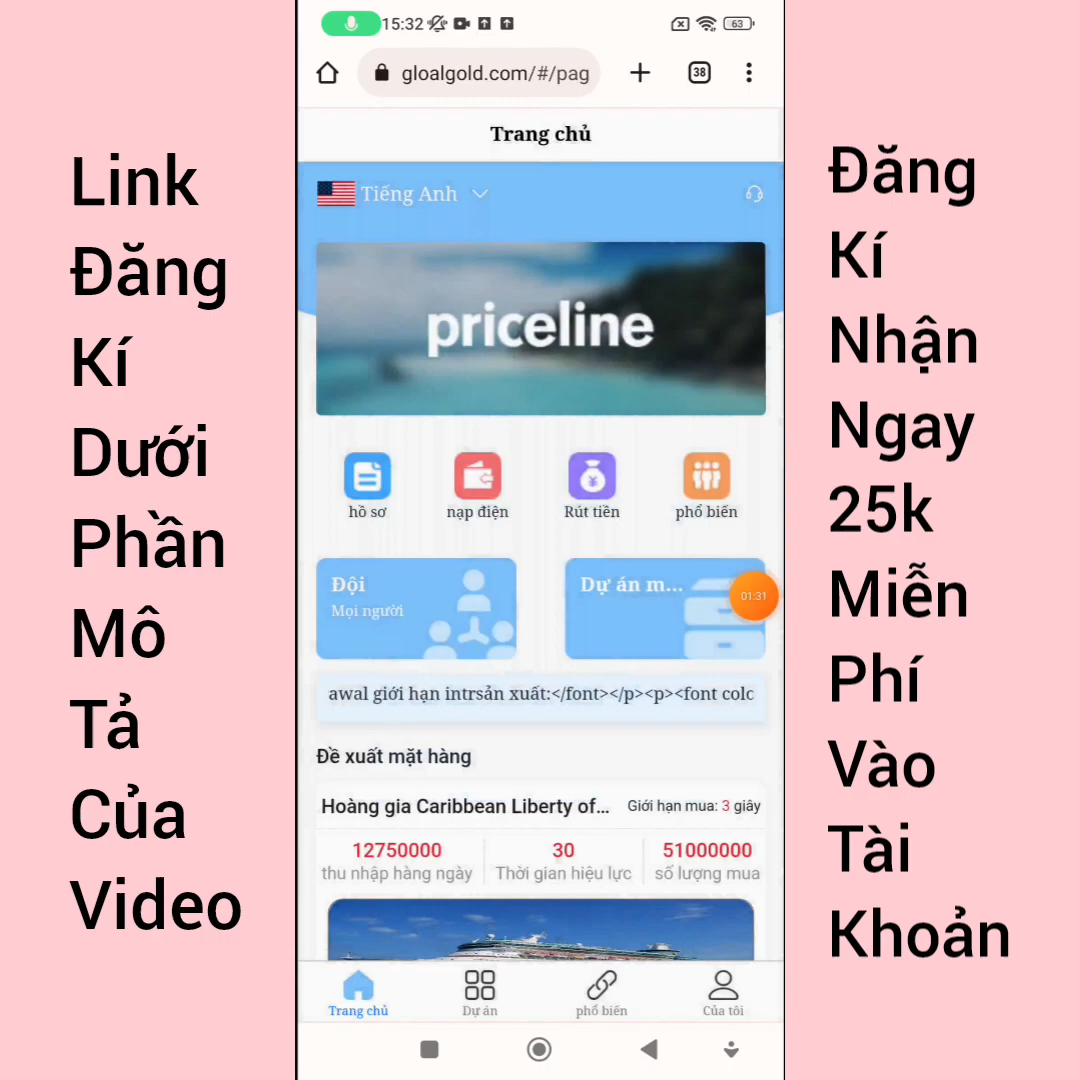 Link
Đăng
Kí
Dưới
Phần
Mô
Tả
Của
Video
15:32
63
gloalgold.com/#/pag
38
Trang chủ
Tiếng Anh
priceline
hồ sơ
nạp điện
Rút tiền
phổ biến
Đội
Mọi người
Dự án m...
01:31
awal giới hạn intrsản xuất:</font></p><p><font colc
Đề xuất mặt hàng
Hoàng gia Caribbean Liberty of...
Giới hạn mua: 3 giây
12750000
30
51000000
thu nhập hàng ngày
Thời gian hiệu lực
số lượng mua
Trang chủ
Dự án
phổ biến
Của tôi
Đăng
Kí
Nhận
Ngay
25k
Miễn
Phí
Vào
Tài
Khoản